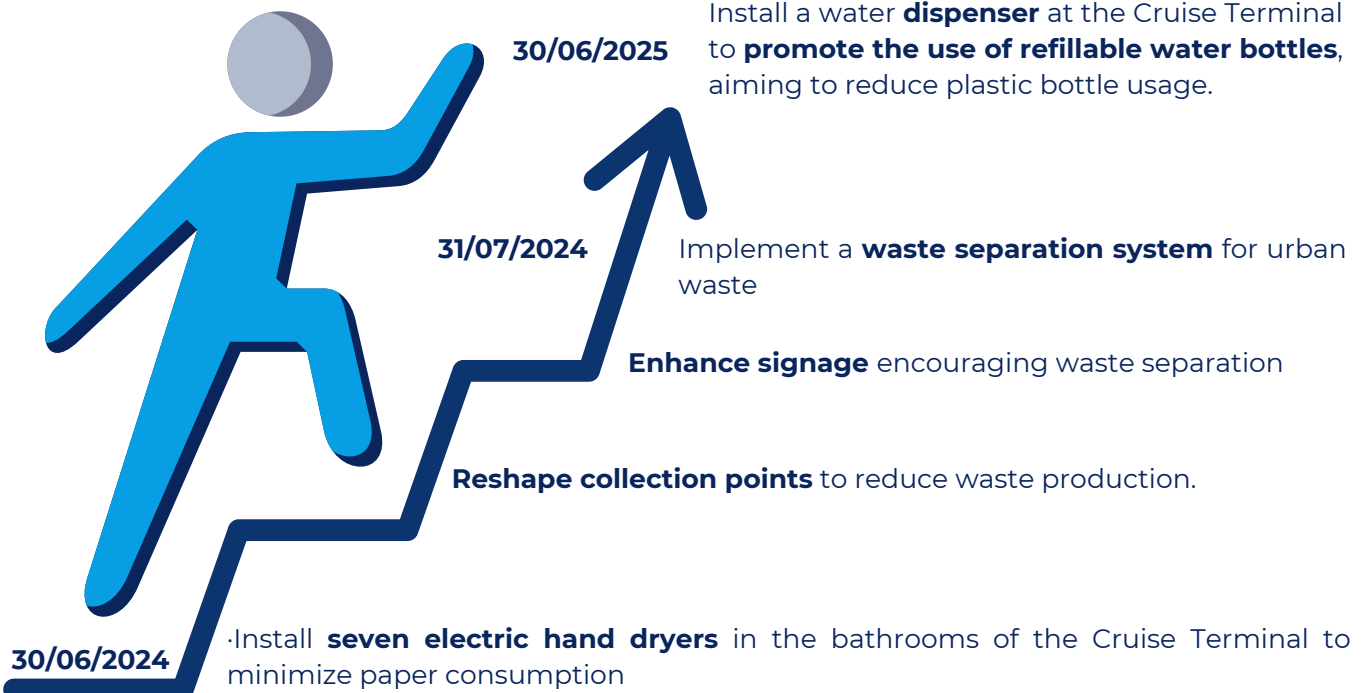 Install a water dispenser at the Cruise Terminal
30/06/2025
to promote the use of refillable water bottles,
aiming to reduce plastic bottle usage.
31/07/2024
Implement a waste separation system for urban
waste
Enhance signage encouraging waste separation
Reshape collection points to reduce waste production.
30/06/2024
·Install seven electric hand dryers in the bathrooms of the Cruise Terminal to
minimize paper consumption